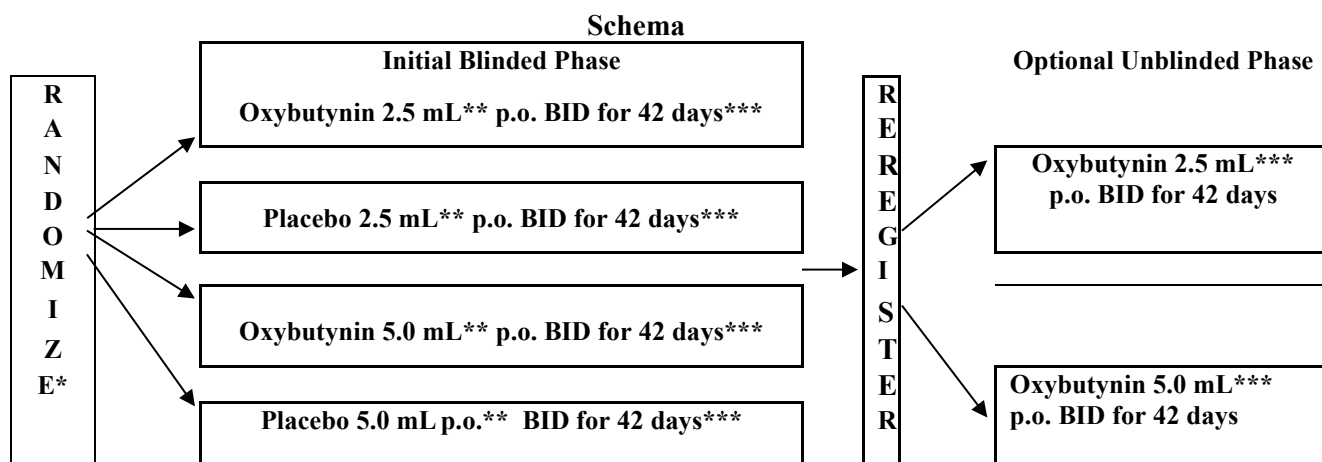 Schema
R
A
N
D
O
M
I
Z
E*
Initial Blinded Phase
Oxybutynin 2.5 mL** p.o. BID for 42 days***
Placebo 2.5 mL** p.o. BID for 42 days***
Oxybutynin 5.0 mL** p.o. BID for 42 days***
Placebo 5.0 mL p.o.** BID for 42 days***
R
E
R
E
G
I
S
T
E
R
Optional Unblinded Phase
Oxybutynin 2.5 mL***
p.o. BID for 42 days
Oxybutynin 5.0 mL***
p.o. BID for 42 days